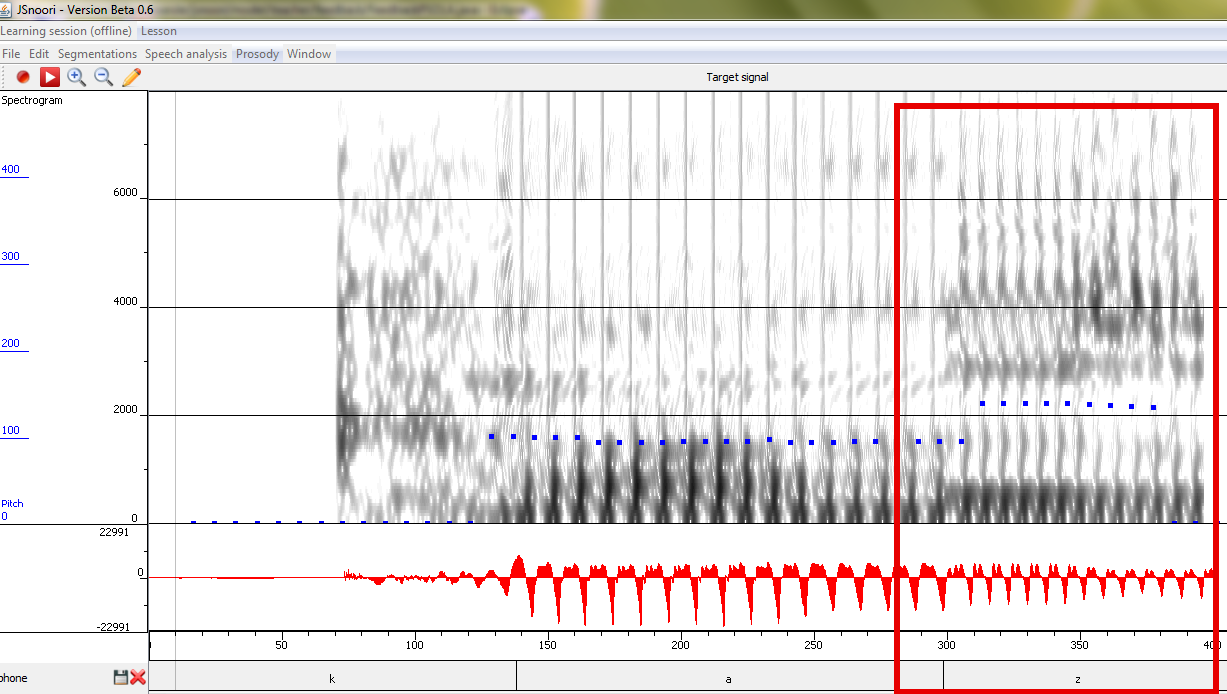 JSnoori - Version Beta 0.6
Learning session (offline) Lesson
File Edit Segmentations Speech analysis Prosody Window
Target signal
Spectrogram
400
6000
300
4000
200
2000
100
Pitch
0
0
22991
0
-22991
50 100 150 200 250 300 350 400
phone
k a z